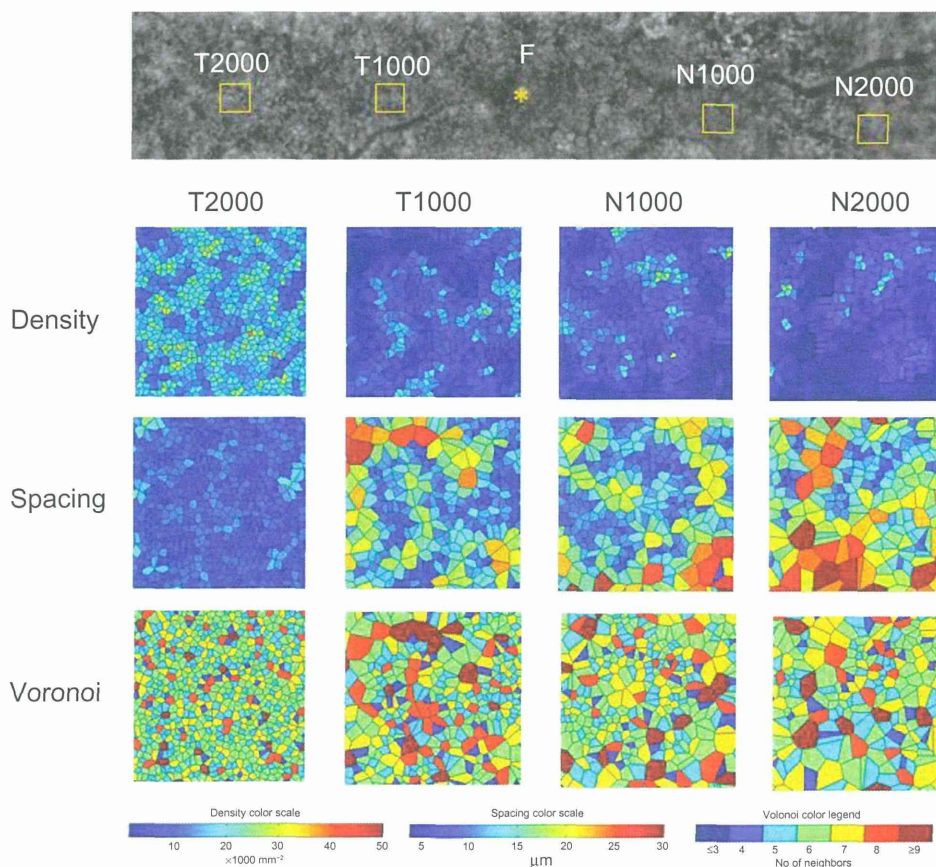 F
T2000
T1000
N1000
N2000
T2000 T1000 N1000 N2000
Density
Spacing
Voronoi
Density color scale
10 20 30 40 50
×1000 mm⁻²
Spacing color scale
5 10 15 20 25 30
μm
Volonoi color legend
≤3 4 5 6 7 8 ≥9
No of neighbors